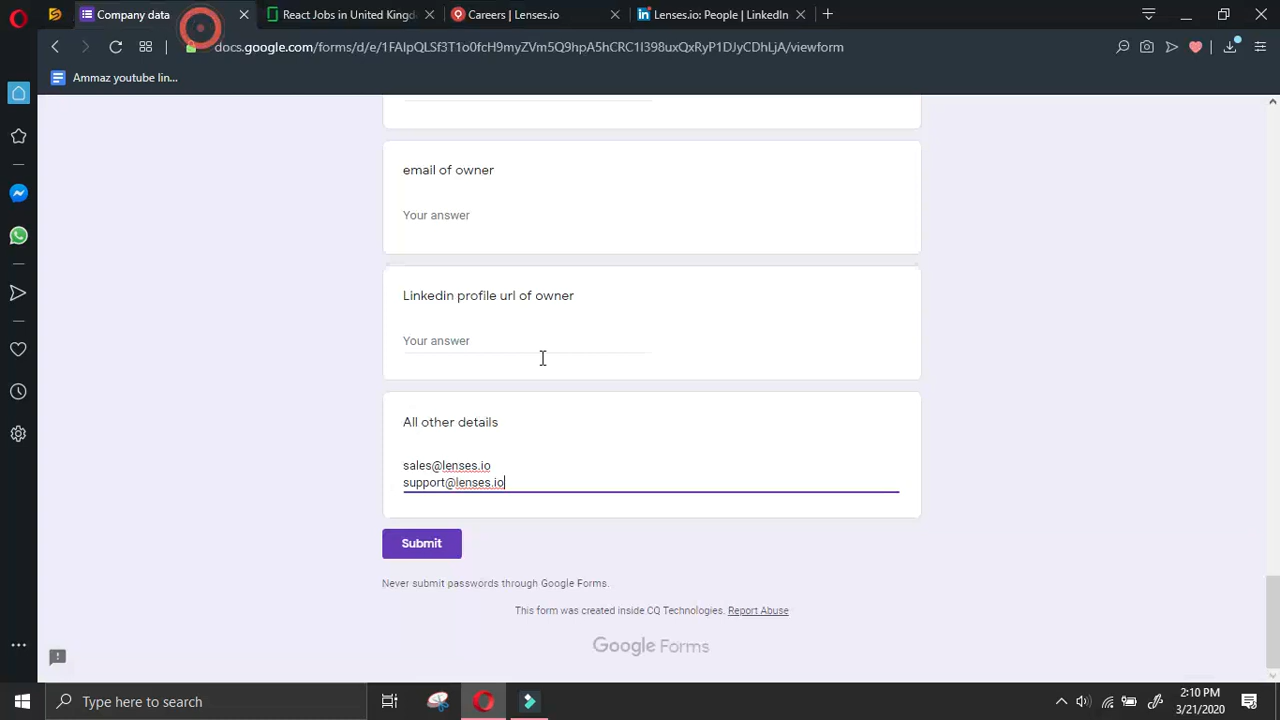 Company data
React Jobs in United Kingd
Careers | Lenses.io
Lenses.io: People | LinkedIn
docs.google.com/forms/d/e/1FAIpQLSf3T1o0fcH9myZVm5Q9hpA5hCRC1I398uxQxRyP1DJyCDhLjA/viewform
Ammaz youtube lin...
email of owner
Your answer
Linkedin profile url of owner
Your answer
All other details
sales@lenses.io
support@lenses.io
Submit
Never submit passwords through Google Forms.
This form was created inside CQ Technologies. Report Abuse
Google Forms
Type here to search
2:10 PM
3/21/2020